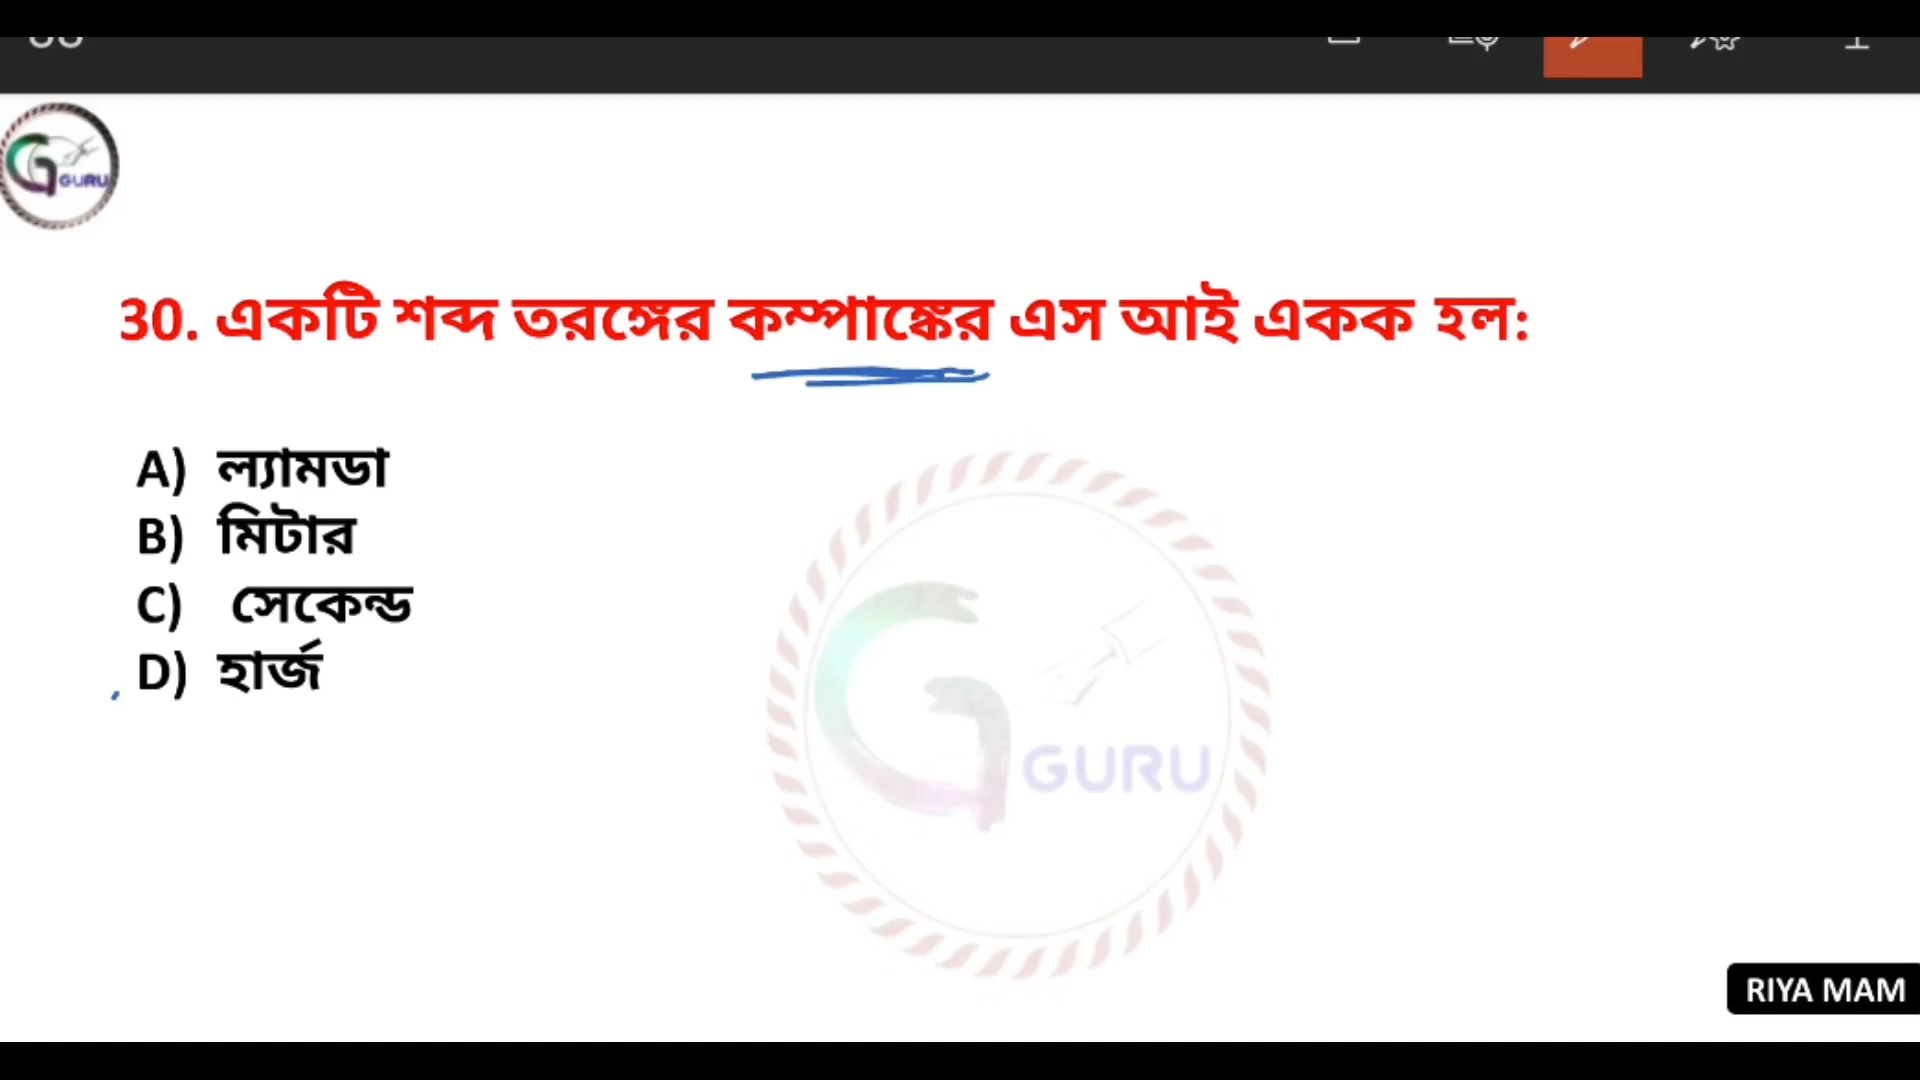 GURU
30. একটি শব্দ তরঙ্গের কম্পাঙ্কের এস আই একক হল:
A) ল্যামডা
B) মিটার
C) সেকেন্ড
D) হার্জ
GURU
RIYA MAM